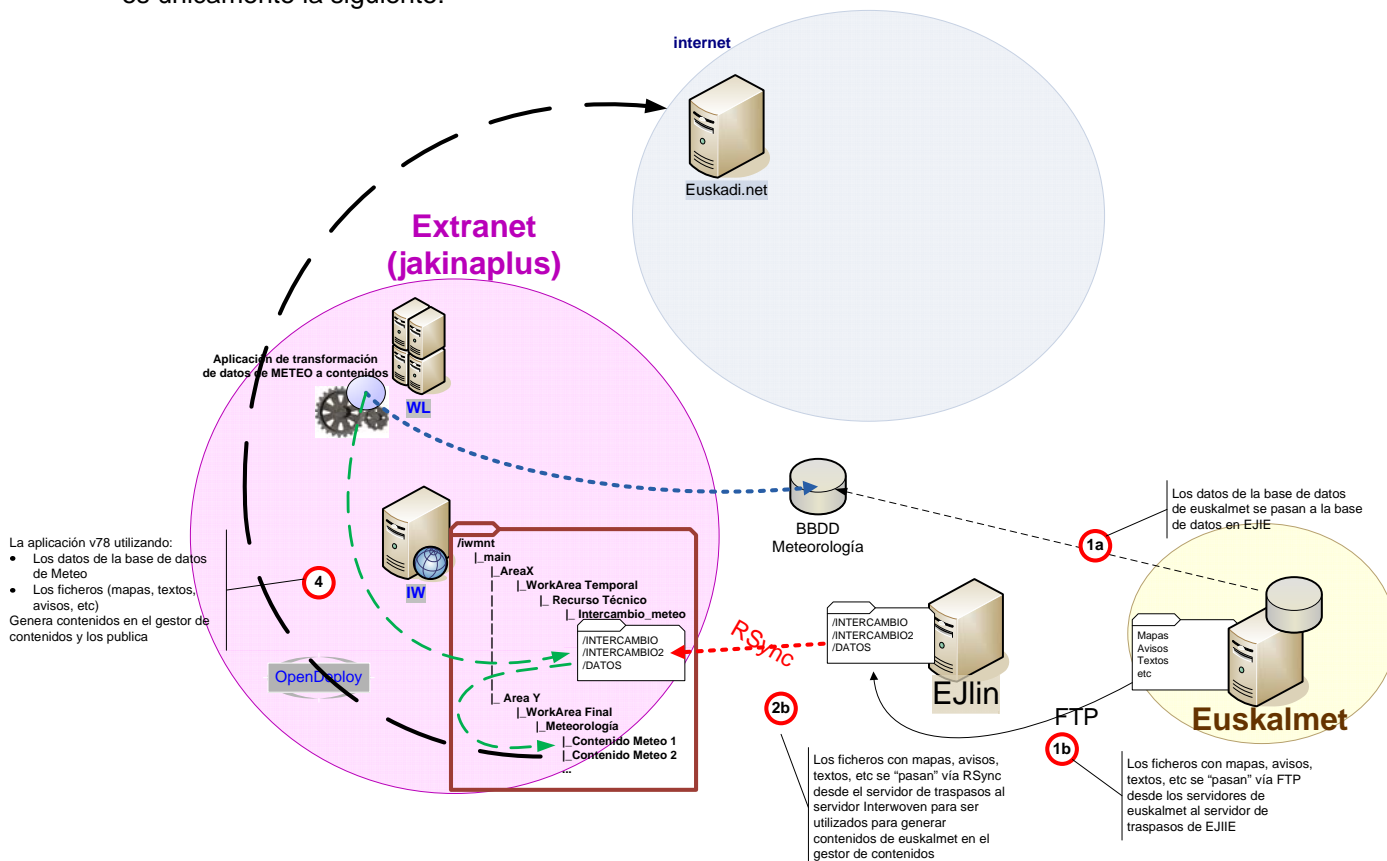 es únicamente la siguiente:
internet
Euskadi.net
Extranet
(jakinaplus)
Aplicación de transformación
de datos de METEO a contenidos
WL
BBDD
Meteorología
1a
Los datos de la base de datos
de euskalmet se pasan a la base
de datos en EJIE
La aplicación v78 utilizando:
• Los datos de la base de datos
de Meteo
• Los ficheros (mapas, textos,
avisos, etc)
Genera contenidos en el gestor de
contenidos y los publica
4
IW
OpenDeploy
/iwmnt
|_main
|_AreaX
|_WorkArea Temporal
|_ Recurso Técnico
|_ Intercambio_meteo
/INTERCAMBIO
/INTERCAMBIO2
/DATOS
|_ Area Y
|_WorkArea Final
|_Meteorología
|_Contenido Meteo 1
|_Contenido Meteo 2
...
RSync
/INTERCAMBIO
/INTERCAMBIO2
/DATOS
EJIin
Mapas
Avisos
Textos
etc
Euskalmet
FTP
2b
Los ficheros con mapas, avisos,
textos, etc se “pasan” vía RSync
desde el servidor de traspasos al
servidor Interwoven para ser
utilizados para generar
contenidos de euskalmet en el
gestor de contenidos
1b
Los ficheros con mapas, avisos,
textos, etc se “pasan” vía FTP
desde los servidores de
euskalmet al servidor de
traspasos de EJIIE